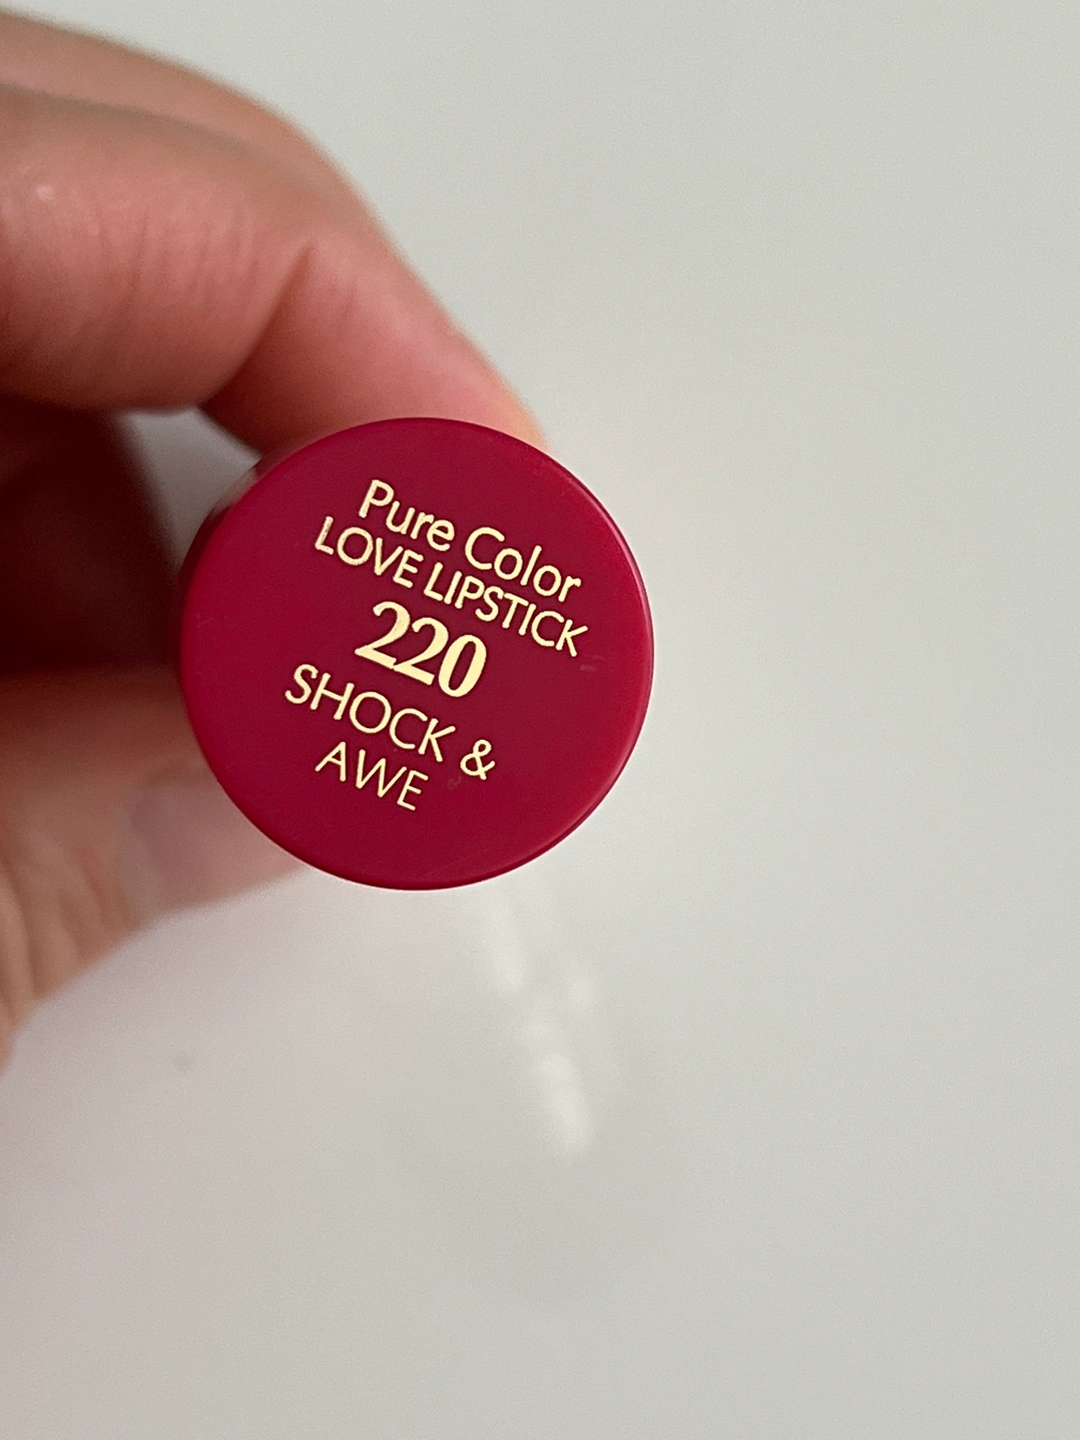 Pure Color
LOVE LIPSTICK
220
SHOCK &
AWE